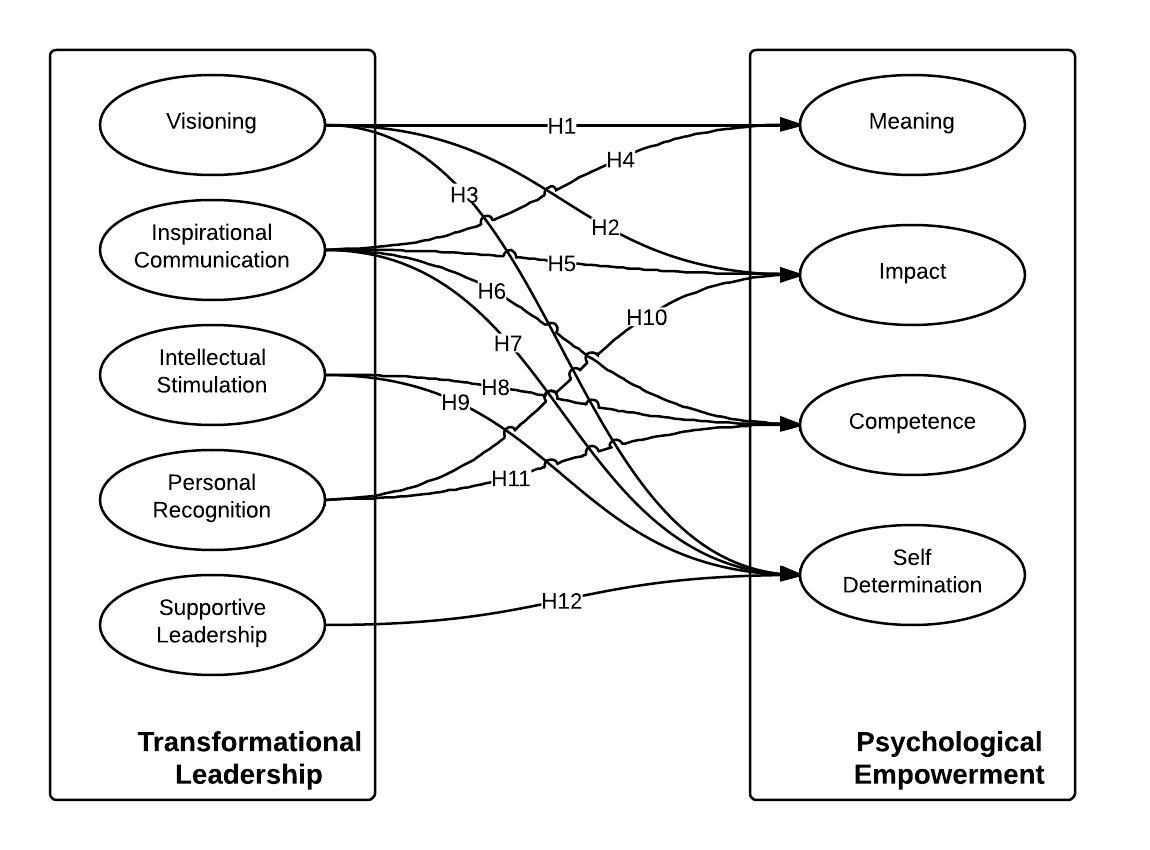 Visioning
Inspirational
Communication
Intellectual
Stimulation
Personal
Recognition
Supportive
Leadership
Transformational
Leadership
H1
H4
H3
H2
H5
H6
H10
H7
H8
H9
H11
H12
Meaning
Impact
Competence
Self
Determination
Psychological
Empowerment